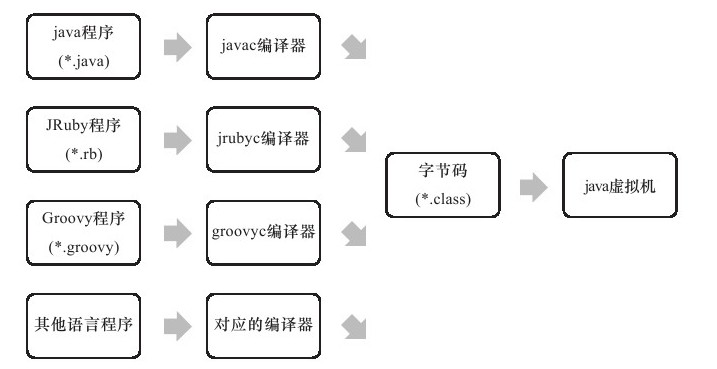 java程序
(*.java)
javac编译器
JRuby程序
(*.rb)
jrubyc编译器
Groovy程序
(*.groovy)
groovyc编译器
其他语言程序
对应的编译器
字节码
(*.class)
java虚拟机